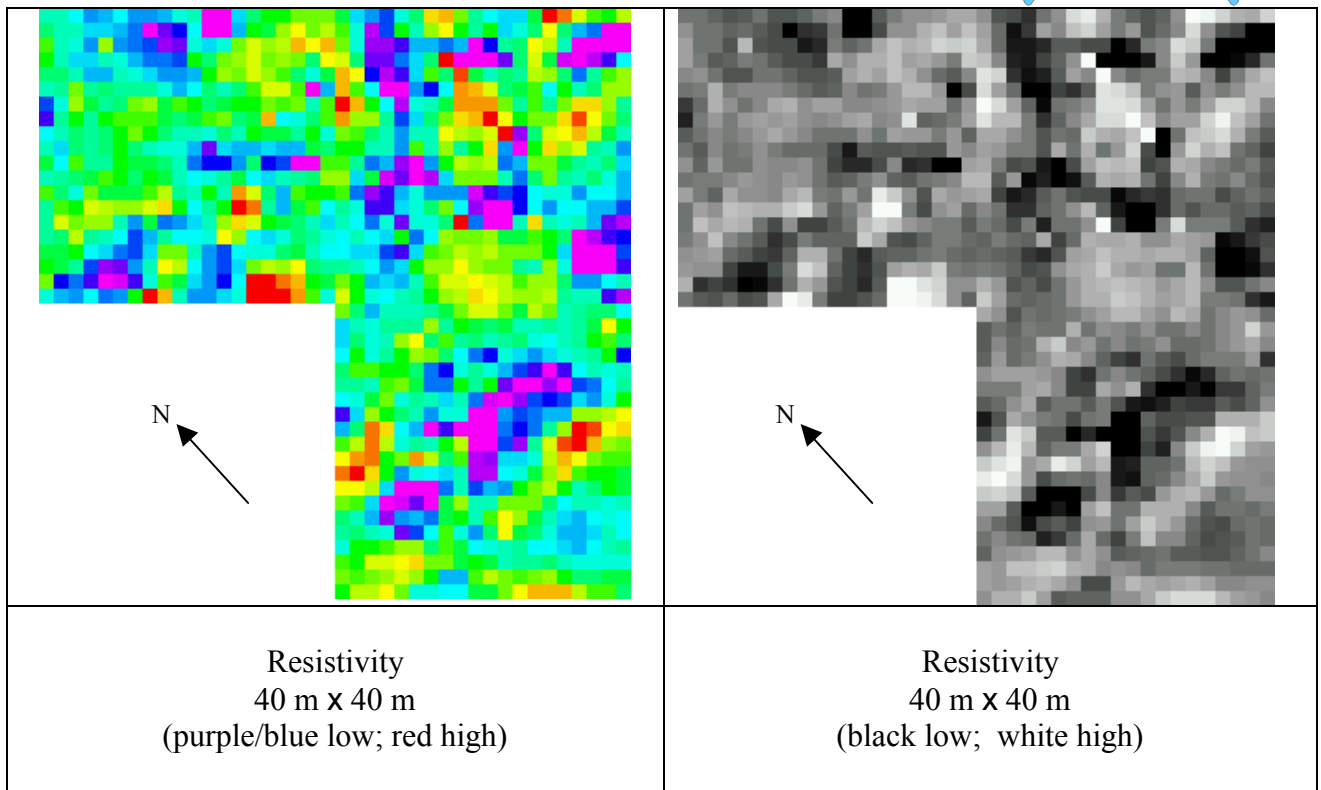 N
N
Resistivity
40 m x 40 m
(purple/blue low; red high)
Resistivity
40 m x 40 m
(black low;  white high)